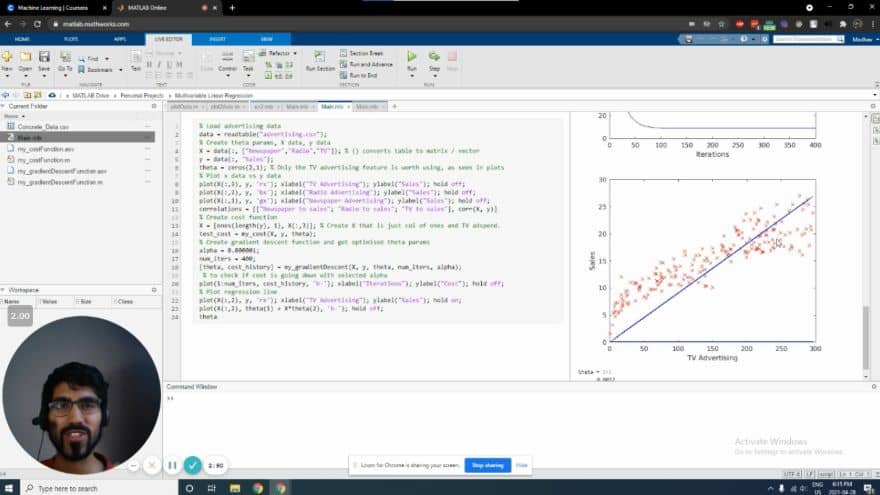 Machine Learning | Coursera
MATLAB Online
matlab.mathworks.com
HOME
PLOTS
APPS
LIVE EDITOR
INSERT
VIEW
Find
Bookmark
Refactor
Section Break
Run and Advance
Run to End
New
Open
Save
Go To
Text
Code
Control
Task
Run Section
Run
Step
Stop
FILE
NAVIGATE
TEXT
CODE
SECTION
RUN
MATLAB Drive
Personal Projects
Multivariable Linear Regression
Current Folder
Name
Concrete_Data.csv
Main.mlx
my_costFunction.asv
my_costFunction.m
my_gradientDescentFunction.asv
my_gradientDescentFunction.m
Workspace
Name
Value
Size
Class
2.00
% Load advertising data
data = readtable("advertising.csv");
% Create theta params, X data, y data
X = data{:, ["Newspaper","Radio","TV"]}; % {} converts table to matrix / vector
y = data{:, "Sales"};
theta = zeros(2,1); % Only the TV advertising feature is worth using, as seen in plots
% Plot x data vs y data
plot(X(:,3), y, 'rx'); xlabel("TV Advertising"); ylabel("Sales"); hold off;
plot(X(:,2), y, 'bx'); xlabel("Radio Advertising"); ylabel("Sales"); hold off;
plot(X(:,1), y, 'gx'); xlabel("Newspaper Advertising"); ylabel("Sales"); hold off;
correlations = [["Newspaper to sales"; "Radio to sales"; "TV to sales"], corr(X, y)]
% Create cost function
X = [ones(length(y), 1), X(:,3)]; % Create X that is just col of ones and TV adspend.
test_cost = my_cost(X, y, theta);
% Create gradient descent function and get optimised theta params
num_iters = 400;
[theta, cost_history] = my_gradientDescent(X, y, theta, num_iters, alpha);
% to check if cost is going down with selected alpha
plot(1:num_iters, cost_history, 'b-'); xlabel("Iterations"); ylabel("Cost"); hold off;
% Plot regression line
plot(X(:,2), y, 'rx'); xlabel("TV Advertising"); ylabel("Sales"); hold on;
plot(X(:,2), theta(1) + X*theta(2), 'b-'); hold off;
theta
20
10
0
0 50 100 150 200 250 300 350 400
Iterations
30
25
20
15
10
5
0
Sales
0 50 100 150 200 250 300
TV Advertising
Command Window
>>
2:80
Loom for Chrome is sharing your screen.
Stop sharing
Hide
Activate Windows
Go to Settings to activate Windows.
UTF-8
LF
script
Ln 1 Col 1
Type here to search
ENG
US
6:15 PM
2021-04-28